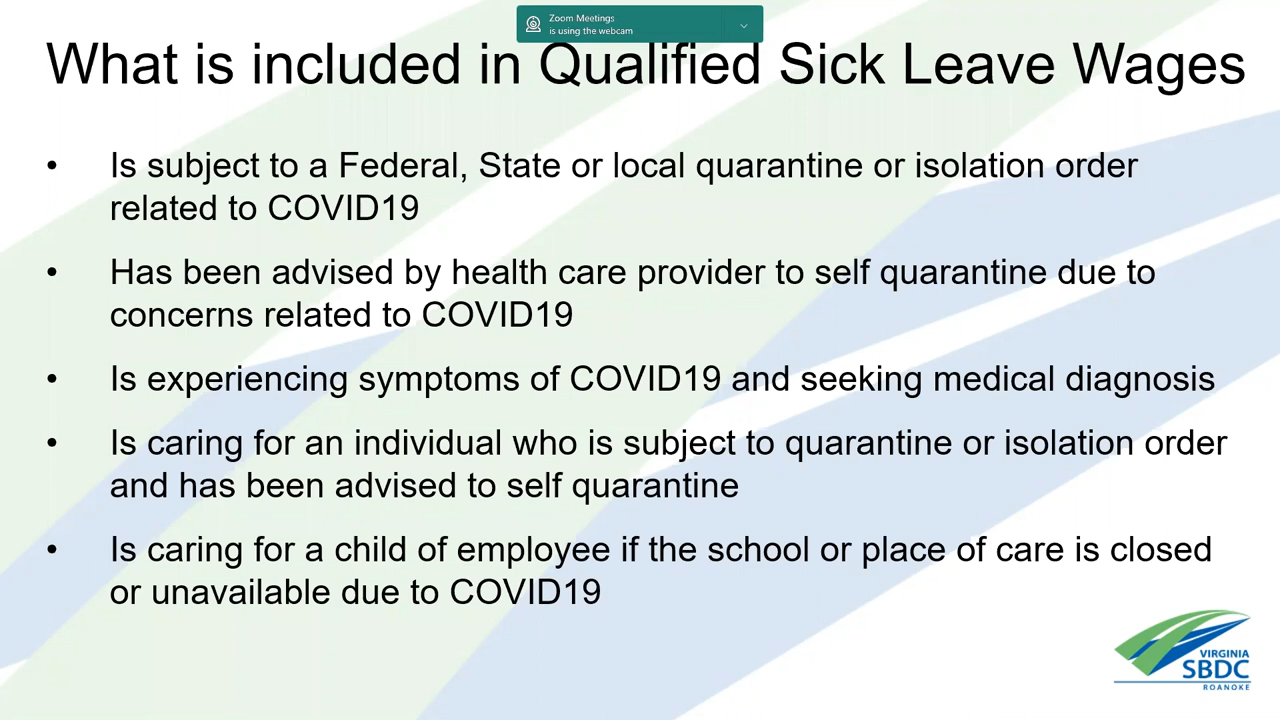 Zoom Meetings
is using the webcam
What is included in Qualified Sick Leave Wages
• Is subject to a Federal, State or local quarantine or isolation order
related to COVID19
• Has been advised by health care provider to self quarantine due to
concerns related to COVID19
• Is experiencing symptoms of COVID19 and seeking medical diagnosis
• Is caring for an individual who is subject to quarantine or isolation order
and has been advised to self quarantine
• Is caring for a child of employee if the school or place of care is closed
or unavailable due to COVID19
VIRGINIA
SBDC
ROANOKE